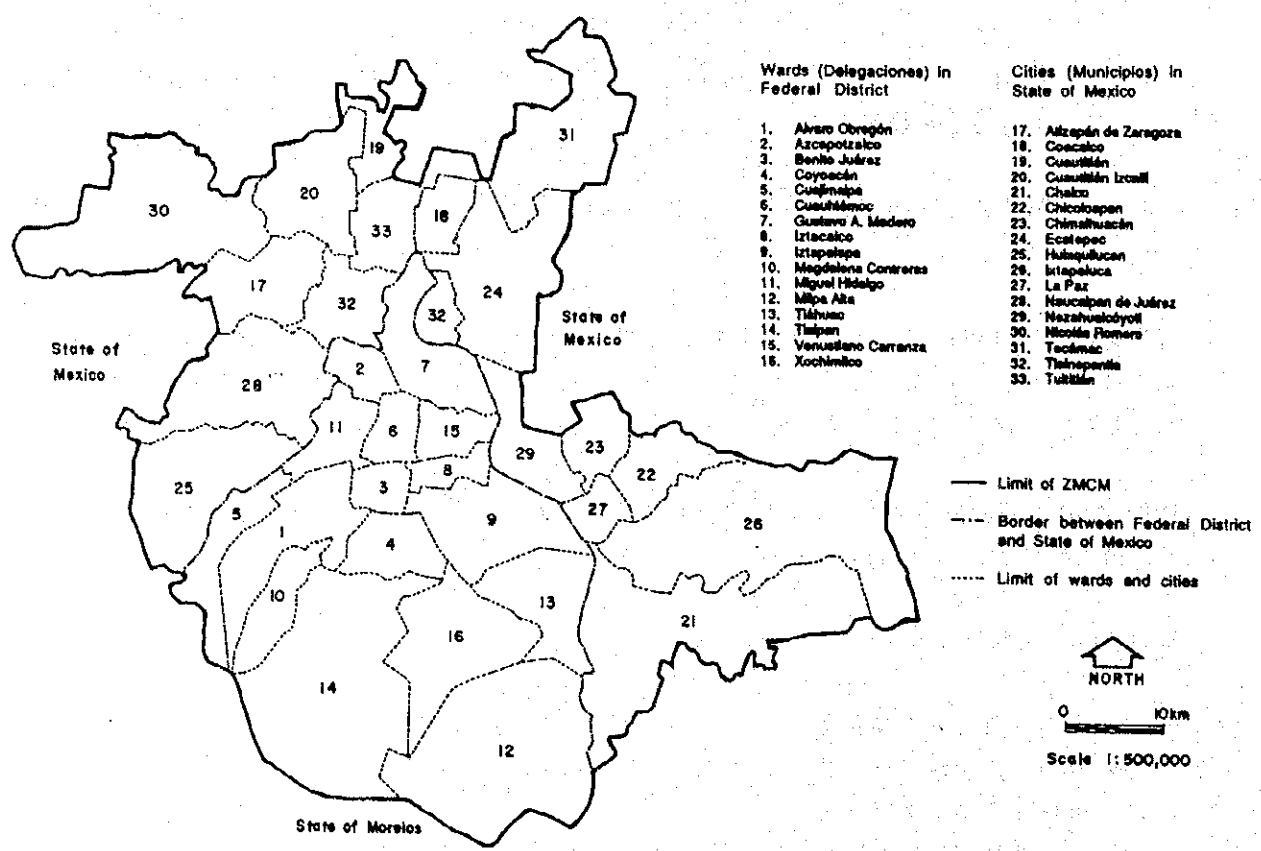 Wards (Delegaciones) in
Federal District
1. Alvaro Obregón
2. Azcapotzalco
3. Benito Juárez
4. Coyoacán
5. Cuajimalpa
6. Cuauhtémoc
7. Gustavo A. Madero
8. Iztacalco
9. Iztapalapa
10. Magdalena Contreras
11. Miguel Hidalgo
12. Milpa Alta
13. Tláhuac
14. Tlalpan
15. Venustiano Carranza
16. Xochimilco
Cities (Municipios) in
State of Mexico
17. Atizapán de Zaragoza
18. Coacalco
19. Cuautitlán
20. Cuautitlán Izcalli
21. Chalco
22. Chicoloapan
23. Chimalhuacán
24. Ecatepec
25. Huixquilucan
26. Ixtapaluca
27. La Paz
28. Naucalpan de Juárez
29. Nezahualcóyotl
30. Nicolás Romero
31. Tecámac
32. Tlalnepantla
33. Tultitlán
31
19
30
20
18
33
17
32
32
24
State of
Mexico
State of
Mexico
2
7
28
11
6
15
29
23
8
22
25
3
27
5
1
9
26
4
10
13
21
16
14
12
State of Morelos
Limit of ZMCM
Border between Federal District
and State of Mexico
Limit of wards and cities
NORTH
0 10km
Scale 1:500,000